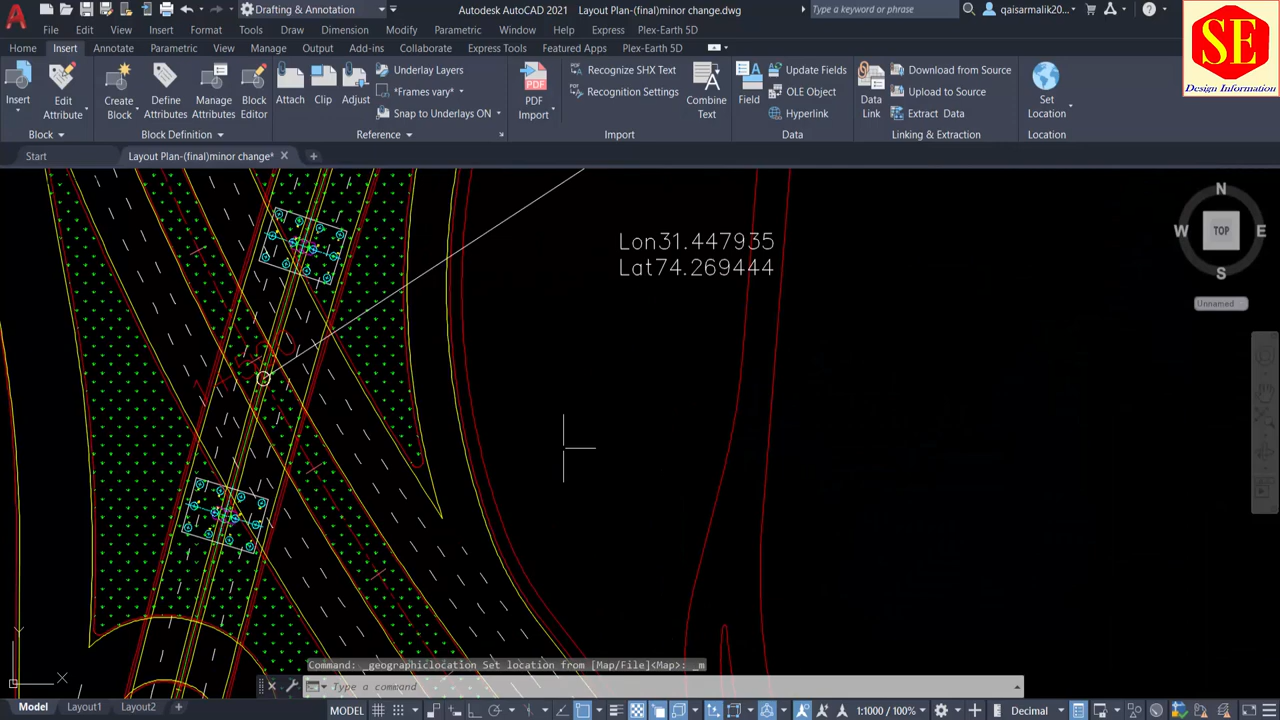 Drafting & Annotation
Autodesk AutoCAD 2021 Layout Plan-(final)minor change.dwg
Type a keyword or phrase
qaisarmalik20...
File Edit View Insert Format Tools Draw Dimension Modify Parametric Window Help Express Plex-Earth 5D
Home Insert Annotate Parametric View Manage Output Add-ins Collaborate Express Tools Featured Apps Plex-Earth 5D
SE
Design Information
Insert
Edit
Attribute
Create
Block
Define
Attributes
Manage
Attributes
Block
Editor
Attach
Clip
Adjust
Underlay Layers
*Frames vary*
Snap to Underlays ON
PDF
Import
PDF
Recognize SHX Text
Recognition Settings
Combine
Text
Field
Update Fields
OLE Object
Hyperlink
Data
Link
Download from Source
Upload to Source
Extract Data
Set
Location
Block
Block Definition
Reference
Import
Data
Linking & Extraction
Location
Start
Layout Plan-(final)minor change*
N
W
TOP
E
S
Unnamed
Lon31.447935
Lat74.269444
Command: _geographiclocation Set location from [Map/File]<Map>: _m
Type a command
Model
Layout1
Layout2
MODEL
1:1000 / 100%
Decimal